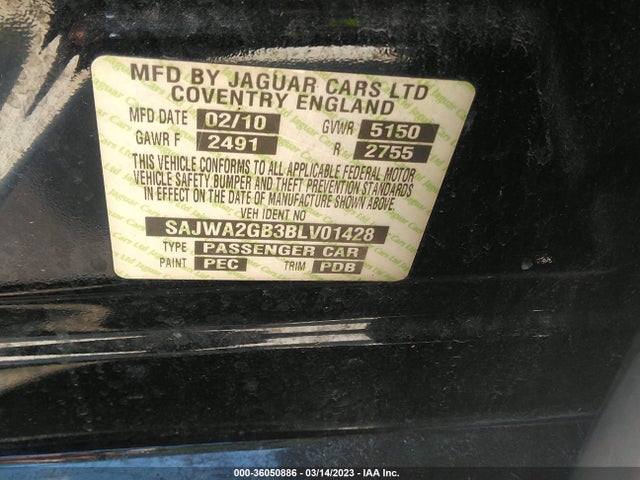 MFD BY JAGUAR CARS LTD
COVENTRY ENGLAND
MFD DATE 02/10 GVWR 5150
GAWR F 2491 R 2755
THIS VEHICLE CONFORMS TO ALL APPLICABLE FEDERAL MOTOR
VEHICLE SAFETY BUMPER AND THEFT PREVENTION STANDARDS
IN EFFECT ON THE DATE OF MANUFACTURE SHOWN ABOVE.
VEH IDENT NO
SAJWA2GB3BLV01428
TYPE PASSENGER CAR
PAINT PEC TRIM PDB
000-36050886 - 03/14/2023 - IAA Inc.